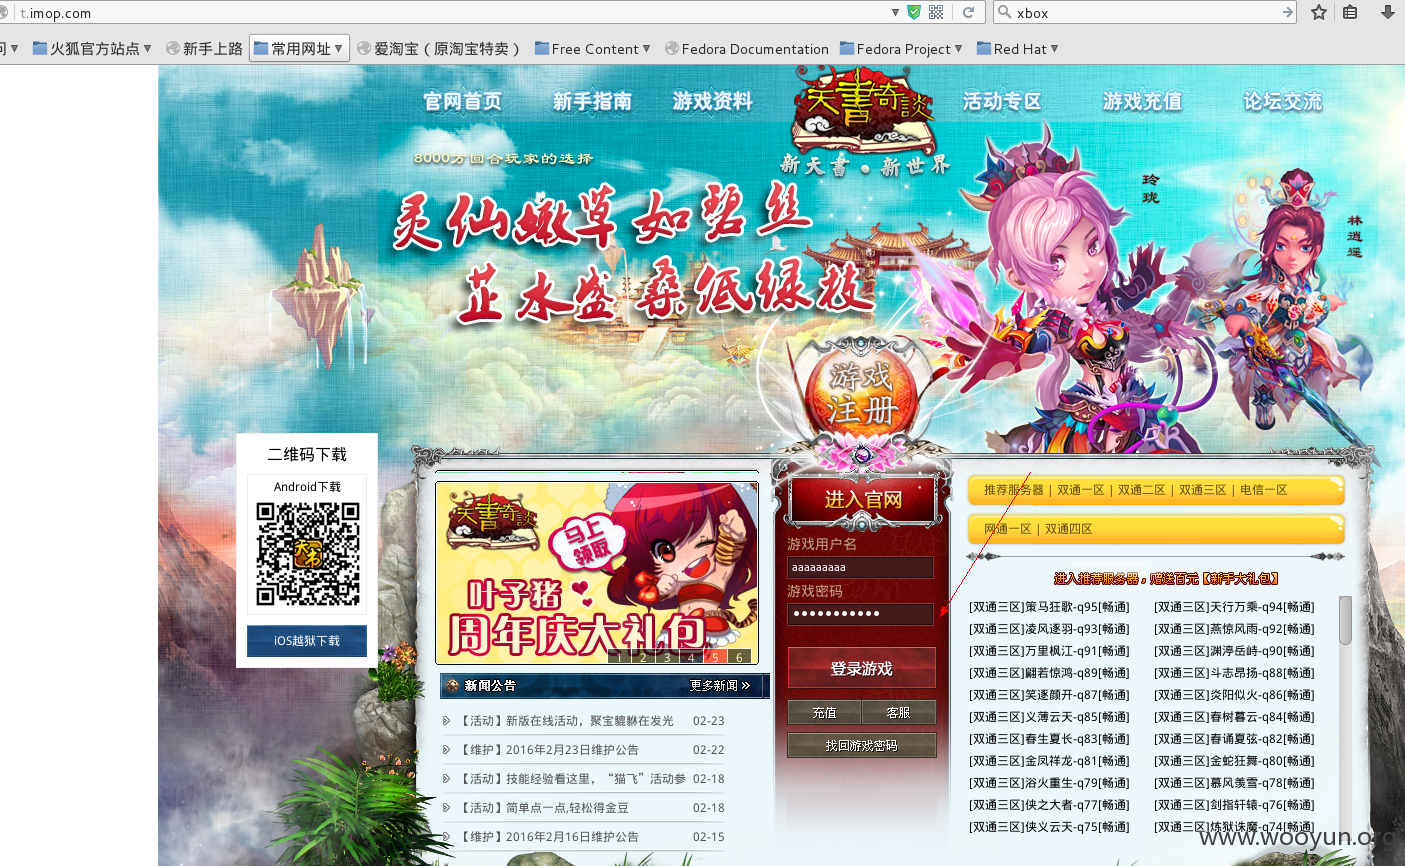 t.imop.com
xbox
问 火狐官方站点 新手上路 常用网址 爱淘宝（原淘宝特卖） Free Content Fedora Documentation Fedora Project Red Hat
官网首页 新手指南 游戏资料 天書奇談 活动专区 游戏充值 论坛交流
8000万回合玩家的选择
新天書·新世界
灵仙嫩草如碧丝
芷水盛桑低绿枝
玲珑
林逍遥
游戏
注册
二维码下载
Android下载
天书
iOS越狱下载
天書奇談
马上
领取
叶子猪
周年庆大礼包
1 2 3 4 5 6
新闻公告 更多新闻 »
【活动】新版在线活动，聚宝貔貅在发光 02-23
【维护】2016年2月23日维护公告 02-22
【活动】技能经验看这里，“猫飞”活动参 02-18
【活动】简单点一点,轻松得金豆 02-18
【维护】2016年2月16日维护公告 02-15
进入官网
游戏用户名
aaaaaaaaa
游戏密码
•••••••••••
登录游戏
充值 客服
找回游戏密码
推荐服务器 | 双通一区 | 双通二区 | 双通三区 | 电信一区
网通一区 | 双通四区
进入推荐服务器，赠送百元【新手大礼包】
[双通三区]策马狂歌-q95[畅通] [双通三区]天行万乘-q94[畅通]
[双通三区]凌风逐羽-q93[畅通] [双通三区]燕惊风雨-q92[畅通]
[双通三区]万里枫江-q91[畅通] [双通三区]渊渟岳峙-q90[畅通]
[双通三区]翩若惊鸿-q89[畅通] [双通三区]斗志昂扬-q88[畅通]
[双通三区]笑逐颜开-q87[畅通] [双通三区]炎阳似火-q86[畅通]
[双通三区]义薄云天-q85[畅通] [双通三区]春树暮云-q84[畅通]
[双通三区]春生夏长-q83[畅通] [双通三区]春诵夏弦-q82[畅通]
[双通三区]金凤祥龙-q81[畅通] [双通三区]金蛇狂舞-q80[畅通]
[双通三区]浴火重生-q79[畅通] [双通三区]慕风羡雪-q78[畅通]
[双通三区]侠之大者-q77[畅通] [双通三区]剑指轩辕-q76[畅通]
[双通三区]侠义云天-q75[畅通] [双通三区]炼狱诛魔-q74[畅通]
www.wooyun.org